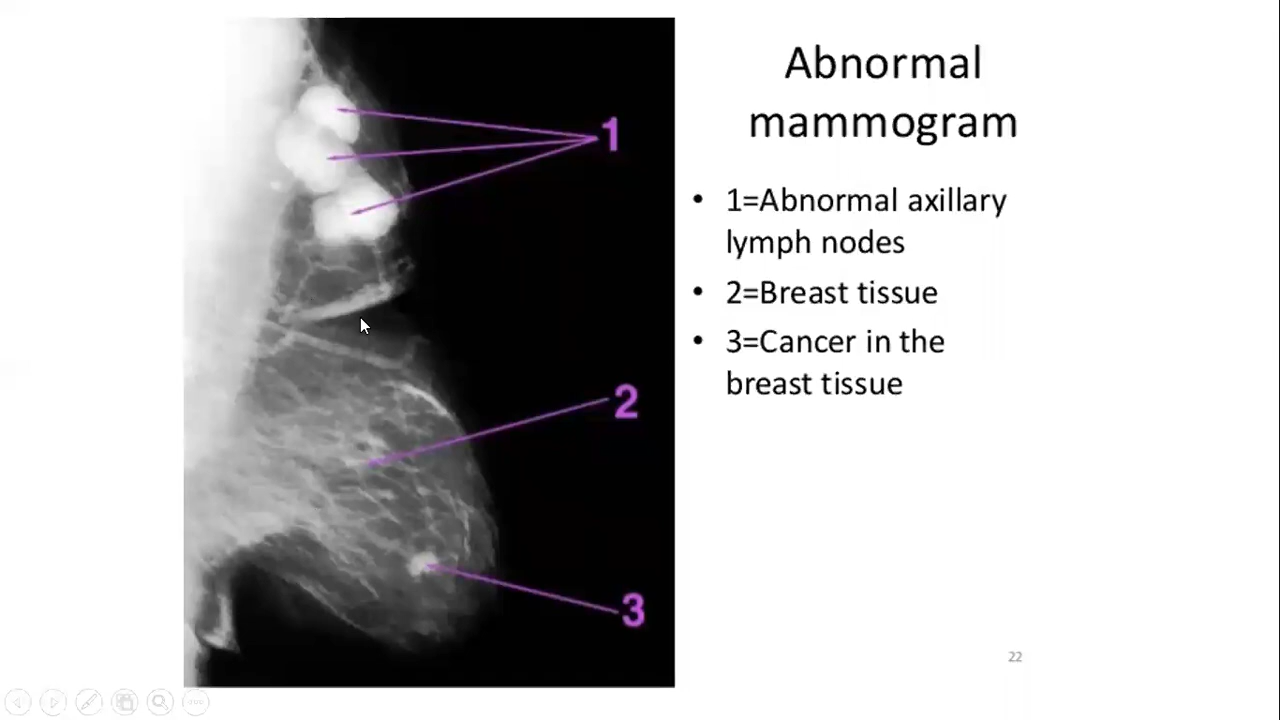 Abnormal
mammogram
1
• 1=Abnormal axillary
lymph nodes
• 2=Breast tissue
• 3=Cancer in the
breast tissue
2
3
22